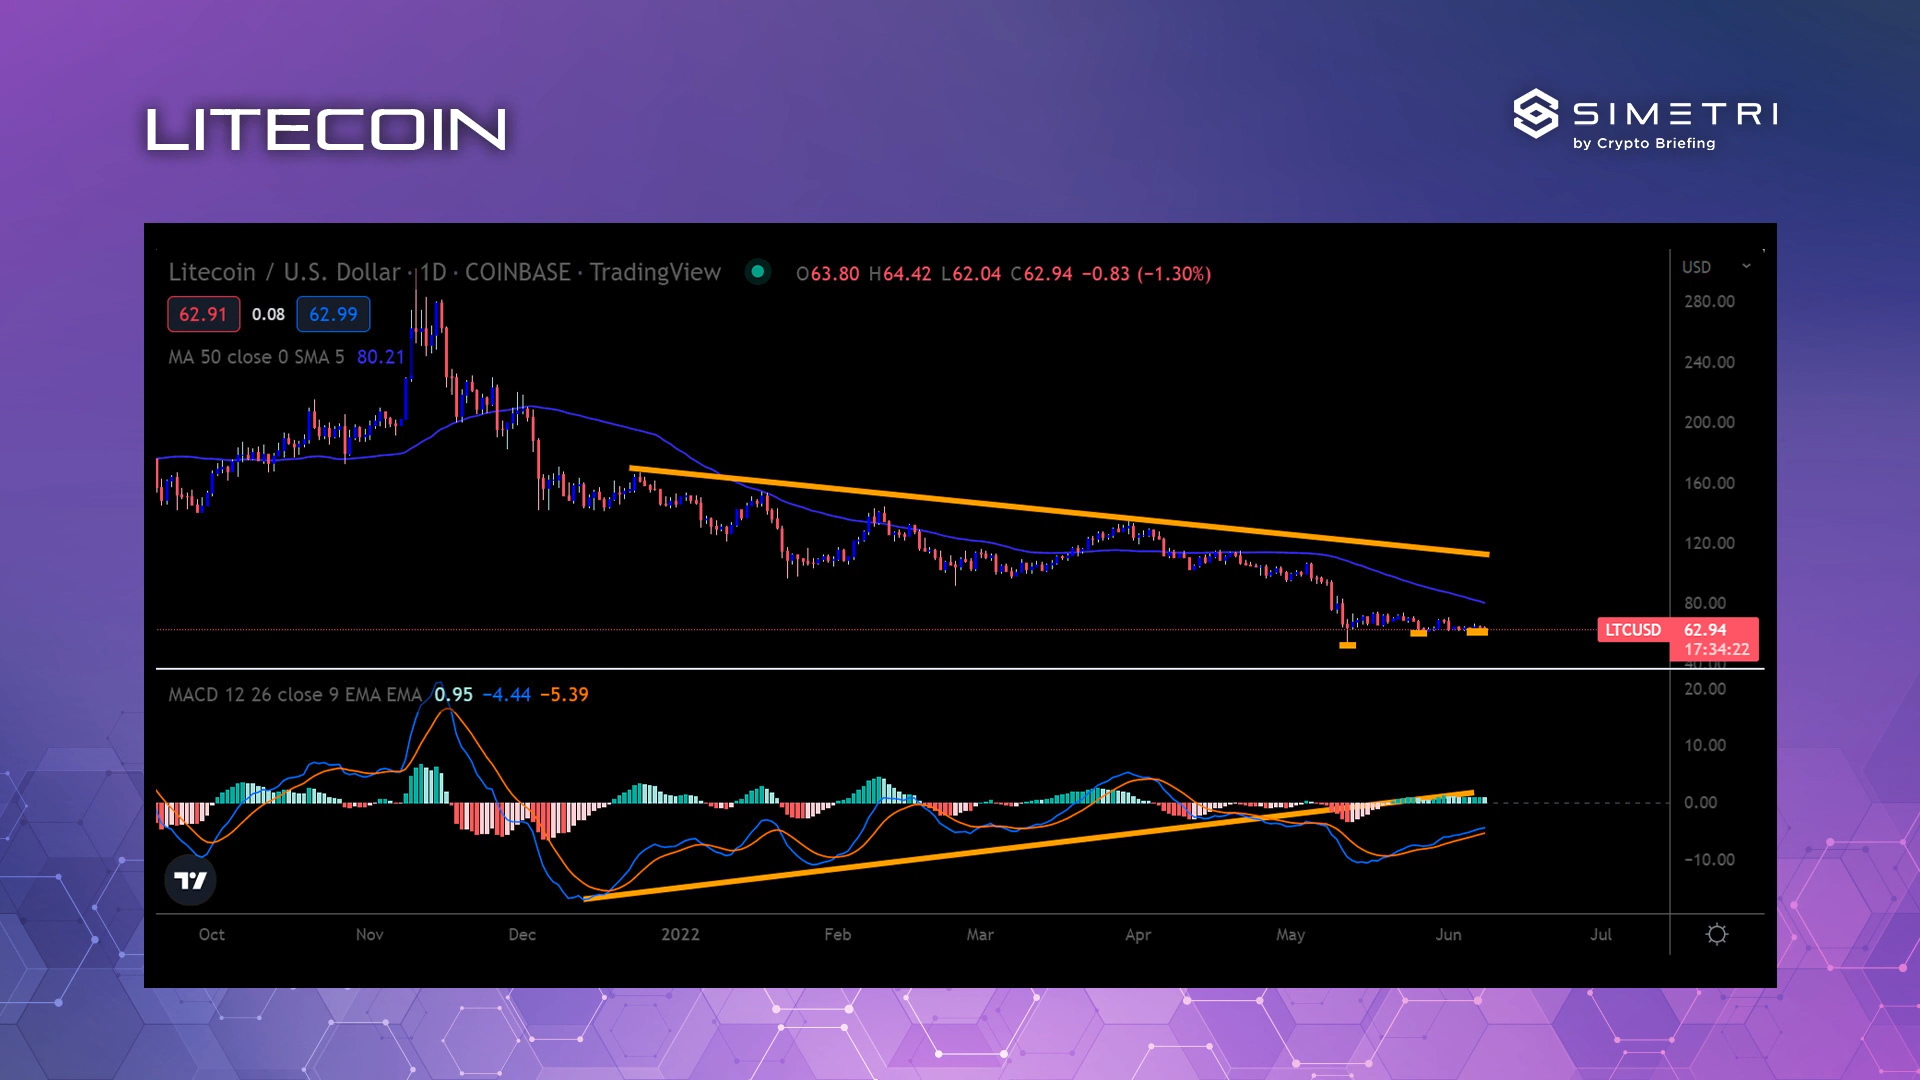 LITECOIN
SIMETRI
by Crypto Briefing
Litecoin / U.S. Dollar · 1D · COINBASE · TradingView O63.80 H64.42 L62.04 C62.94 −0.83 (−1.30%)
USD
62.91 0.08 62.99
280.00
MA 50 close 0 SMA 5 80.21
240.00
200.00
160.00
120.00
80.00
LTCUSD 62.94
17:34:22
40.00
MACD 12 26 close 9 EMA EMA 0.95 −4.44 −5.39
20.00
10.00
0.00
−10.00
Oct Nov Dec 2022 Feb Mar Apr May Jun Jul